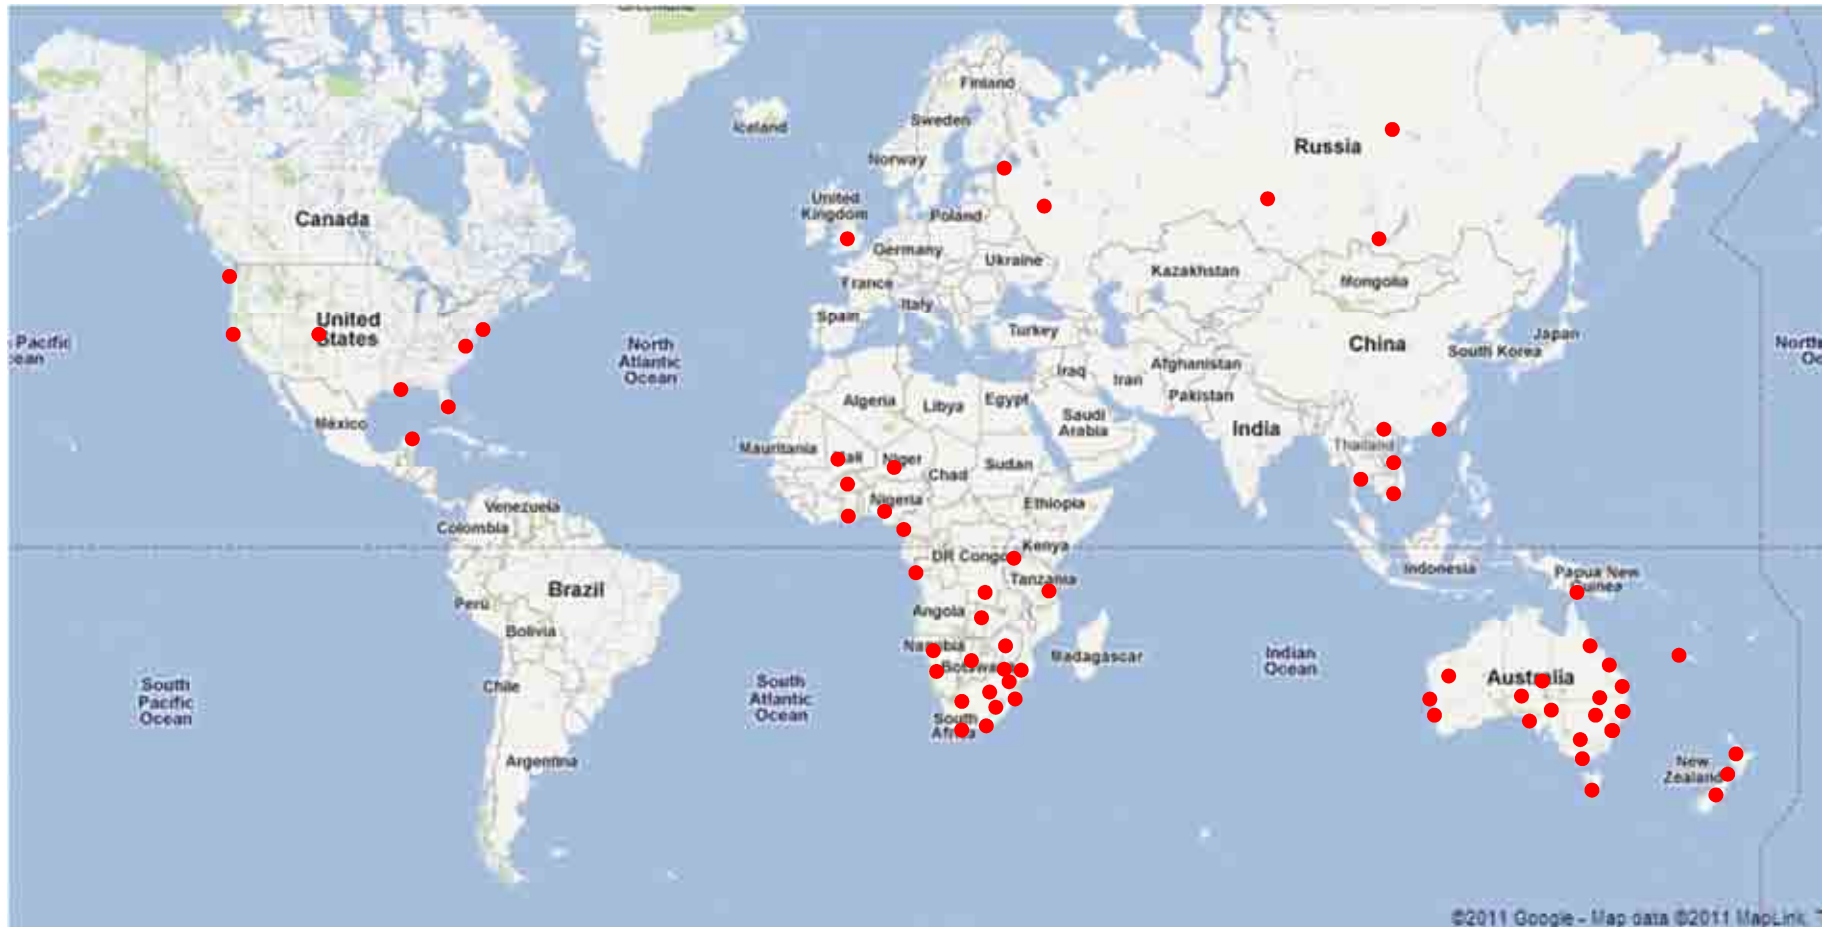 Greenland
Finland
Iceland
Sweden
Russia
Norway
United
Kingdom
Canada
Poland
Germany
Ukraine
Kazakhstan
France
Mongolia
Italy
United
States
Spain
Turkey
Japan
Pacific
North
Atlantic
Ocean
China
South Korea
North
Afghanistan
Iraq
Iran
Pakistan
Algeria
Libya
Egypt
Saudi
Arabia
México
India
Thailand
Mauritania
Mali
Niger
Chad
Sudan
Nigeria
Ethiopia
Venezuela
Colombia
DR Congo
Kenya
Indonesia
Papua New
Guinea
Tanzania
Brazil
Perú
Angola
Bolivia
Namibia
Botswana
Madagascar
Indian
Ocean
Australia
Chile
South
Pacific
Ocean
South
Atlantic
Ocean
South
Africa
Argentina
New
Zealand
©2011 Google - Map data ©2011 MapLink, T